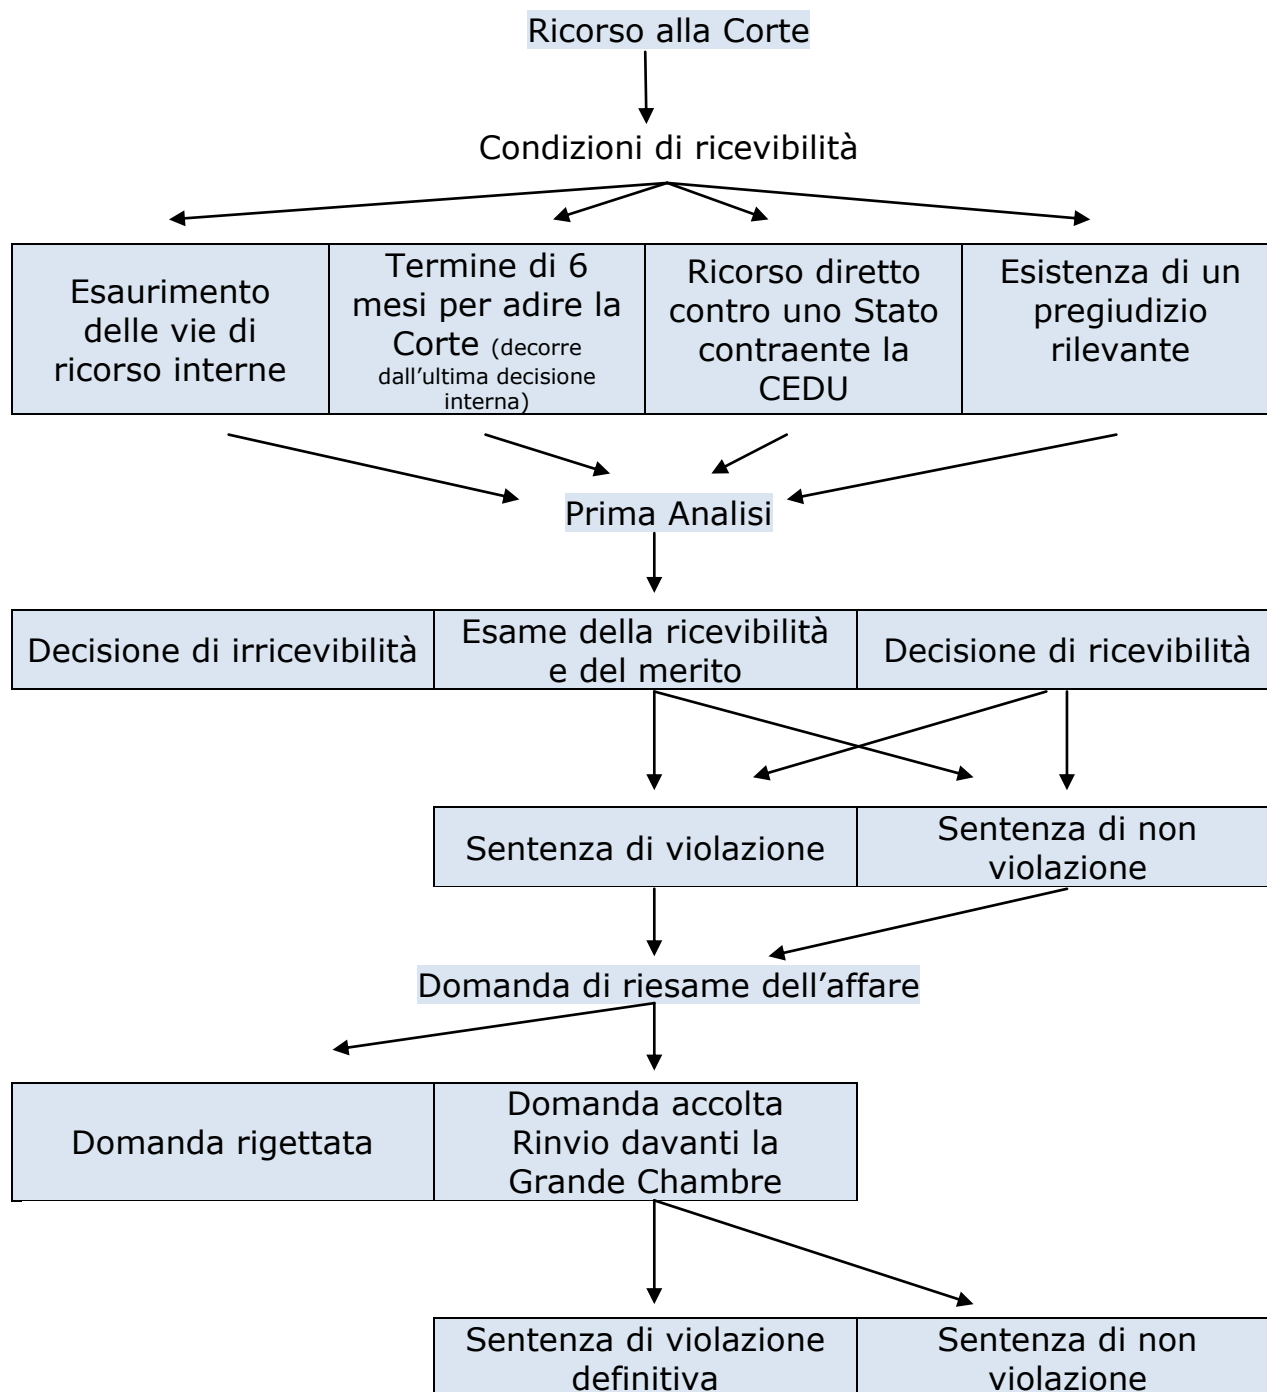 Ricorso alla Corte
Condizioni di ricevibilità
Esaurimento
delle vie di
ricorso interne
Termine di 6
mesi per adire la
Corte (decorre
dall'ultima decisione
interna)
Ricorso diretto
contro uno Stato
contraente la
CEDU
Esistenza di un
pregiudizio
rilevante
Prima Analisi
Decisione di irricevibilità
Esame della ricevibilità
e del merito
Decisione di ricevibilità
Sentenza di violazione
Sentenza di non
violazione
Domanda di riesame dell'affare
Domanda rigettata
Domanda accolta
Rinvio davanti la
Grande Chambre
Sentenza di violazione
definitiva
Sentenza di non
violazione